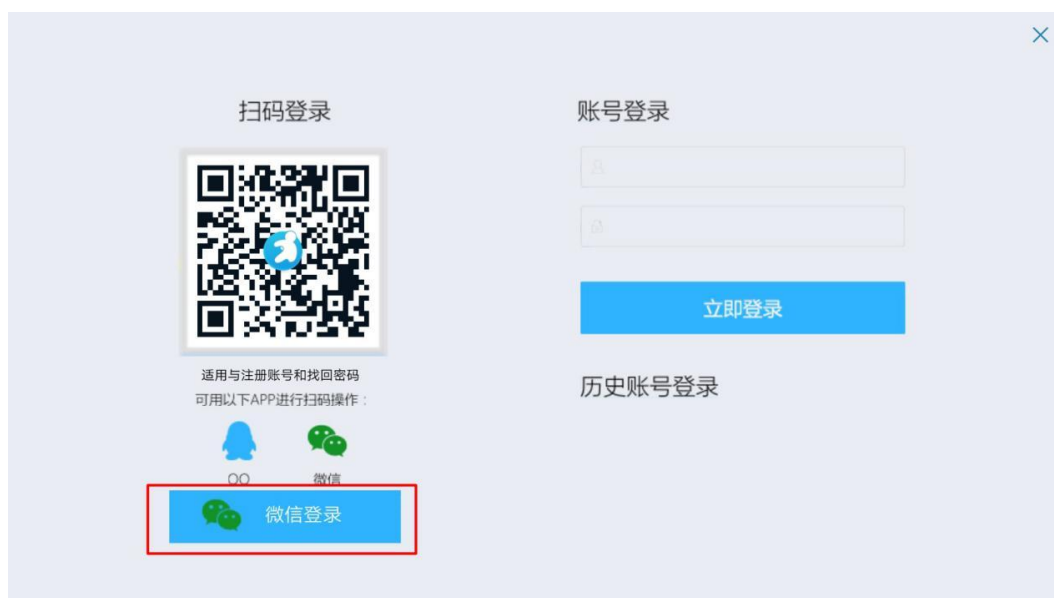 扫码登录
适用与注册账号和找回密码
可用以下APP进行扫码操作：
QQ 微信
微信登录
账号登录
立即登录
历史账号登录